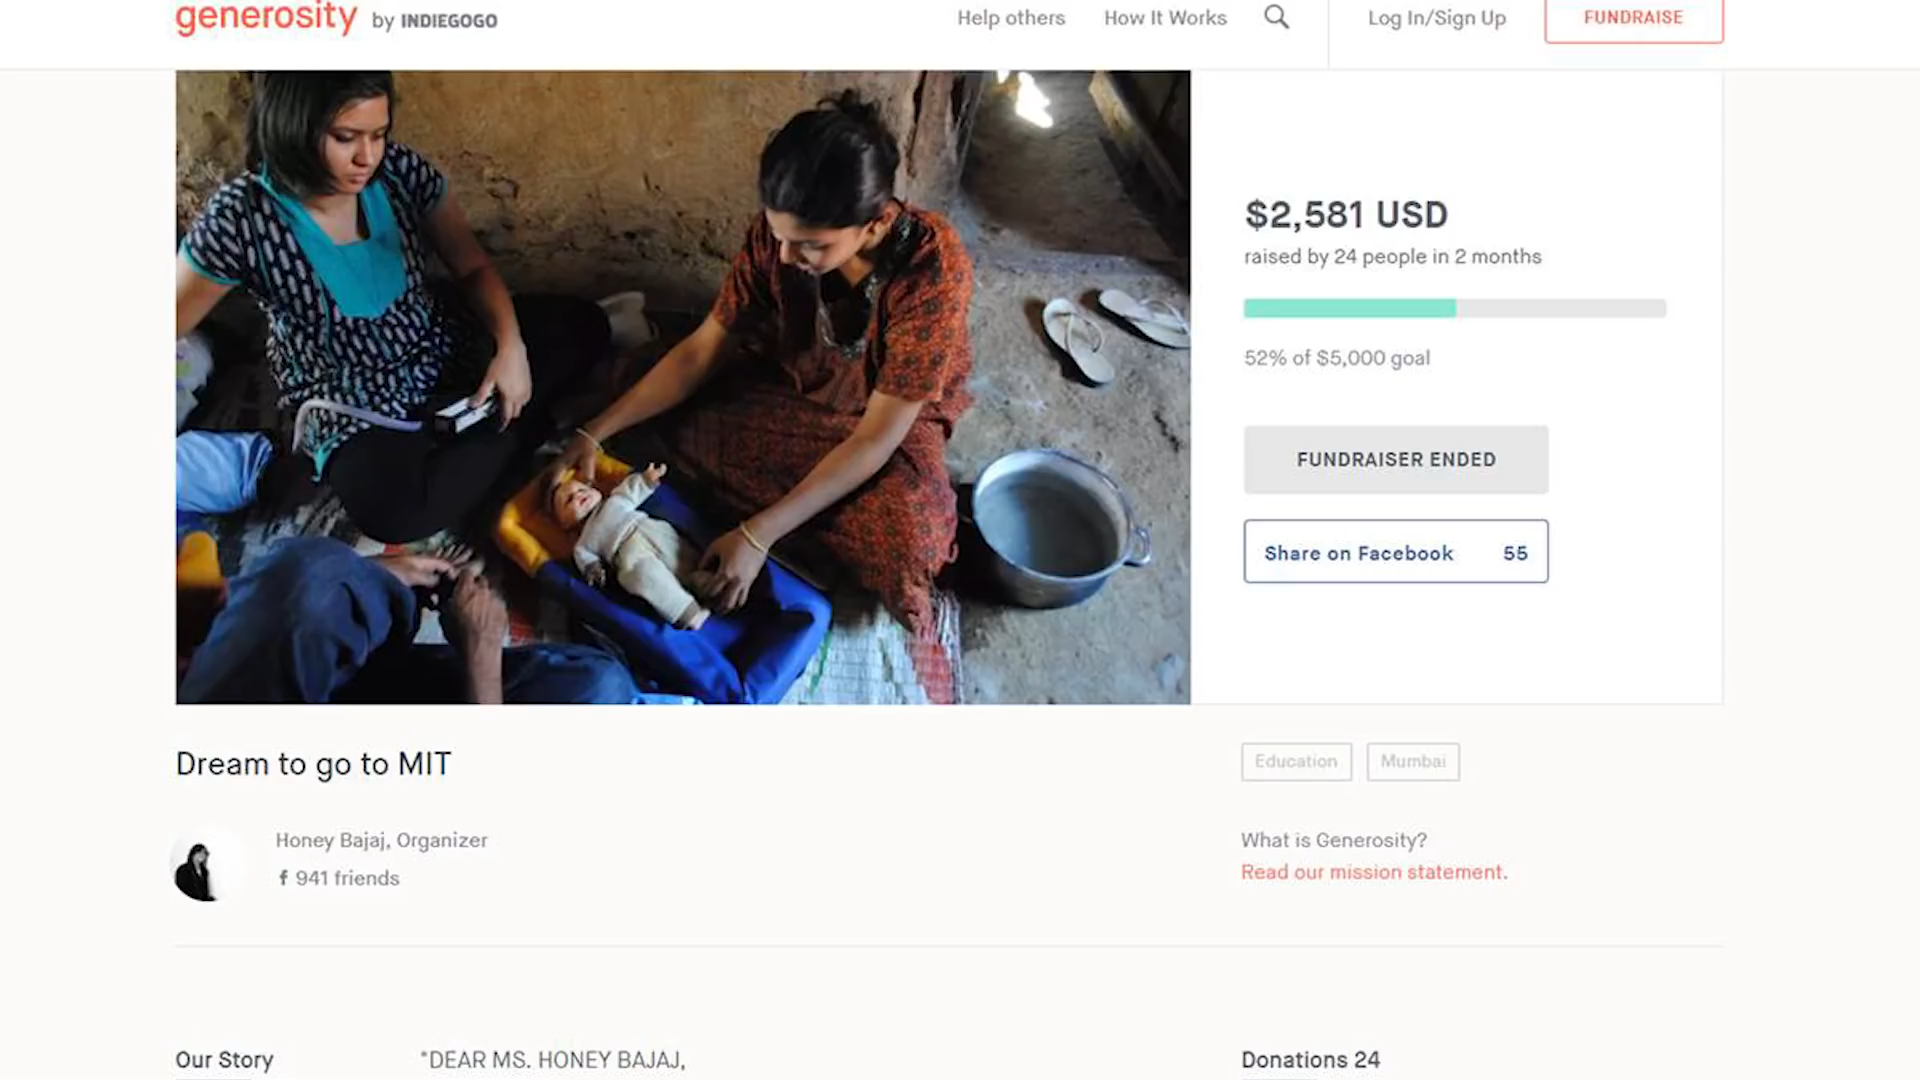 generosity by INDIEGOGO
Help others
How It Works
Log In/Sign Up
FUNDRAISE
$2,581 USD
raised by 24 people in 2 months
52% of $5,000 goal
FUNDRAISER ENDED
Share on Facebook 55
Dream to go to MIT
Education
Mumbai
Honey Bajaj, Organizer
f 941 friends
What is Generosity?
Read our mission statement.
Our Story
"DEAR MS. HONEY BAJAJ,
Donations 24